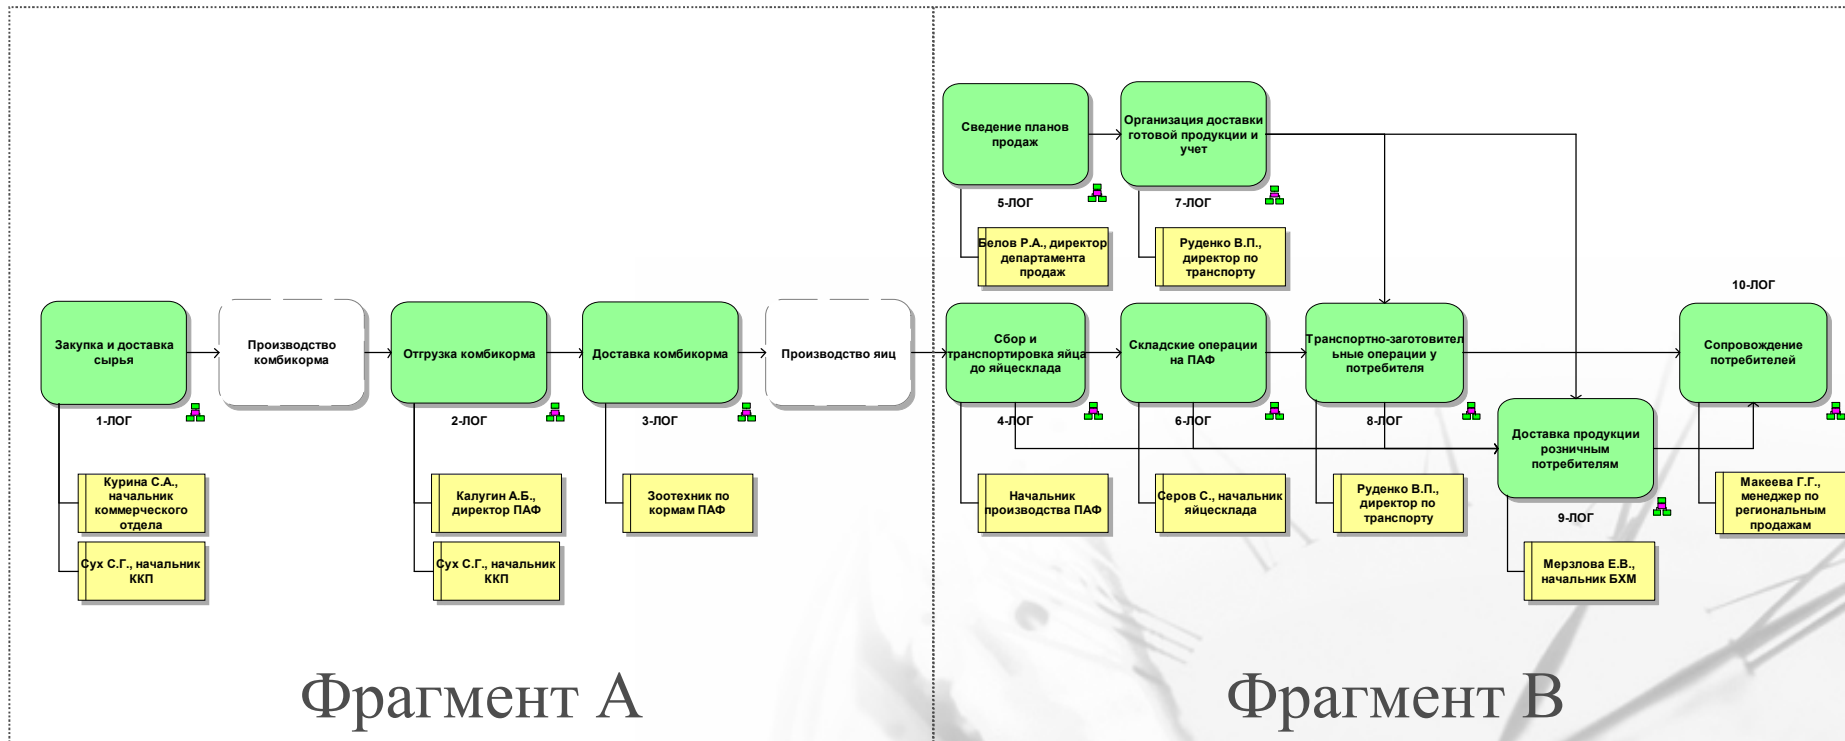 Закупка и доставка
сырья
1-ЛОГ
Курина С.А.,
начальник
коммерческого
отдела
Сух С.Г., начальник
ККП
Производство
комбикорма
Отгрузка комбикорма
2-ЛОГ
Калугин А.Б.,
директор ПАФ
Сух С.Г., начальник
ККП
Доставка комбикорма
3-ЛОГ
Зоотехник по
кормам ПАФ
Производство яиц
Фрагмент А
Сведение планов
продаж
5-ЛОГ
Белов Р.А., директор
департамента
продаж
Организация доставки
готовой продукции и
учет
7-ЛОГ
Руденко В.П.,
директор по
транспорту
Сбор и
транспортировка яйца
до яйцесклада
4-ЛОГ
Начальник
производства ПАФ
Складские операции
на ПАФ
6-ЛОГ
Серов С., начальник
яйцесклада
Транспортно-заготовител
ьные операции у
потребителя
8-ЛОГ
Руденко В.П.,
директор по
транспорту
Доставка продукции
розничным
потребителям
9-ЛОГ
Мерзлова Е.В.,
начальник БХМ
10-ЛОГ
Сопровождение
потребителей
Макеева Г.Г.,
менеджер по
региональным
продажам
Фрагмент В